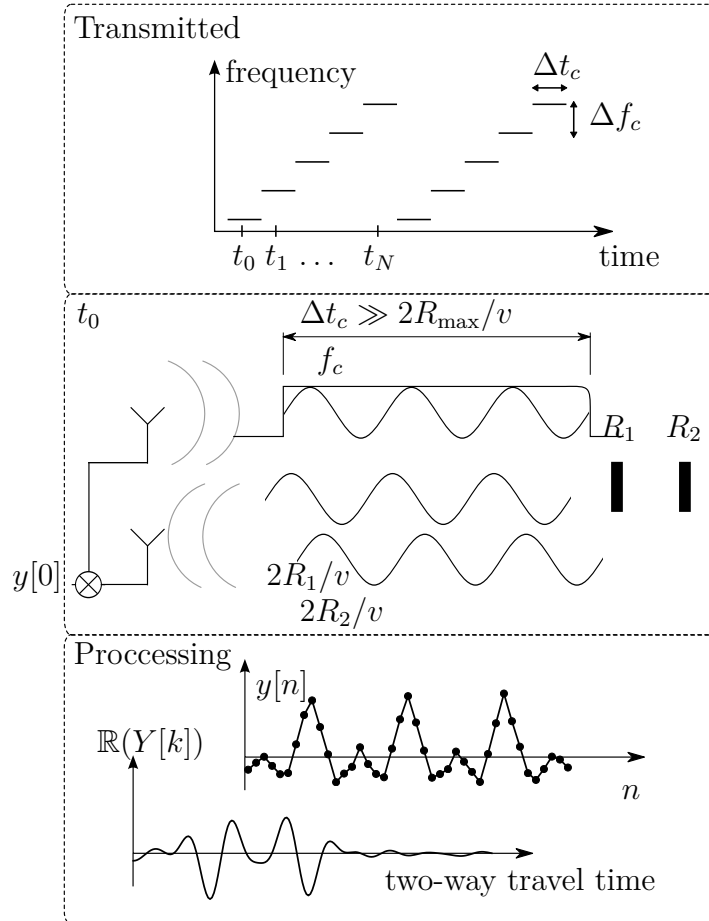 Transmitted
frequency
Δt_c
Δf_c
t_0 t_1 … t_N
time
t_0
Δt_c ≫ 2R_max/v
f_c
R_1 R_2
y[0]
2R_1/v
2R_2/v
Proccessing
y[n]
ℝ(Y[k])
n
two-way travel time